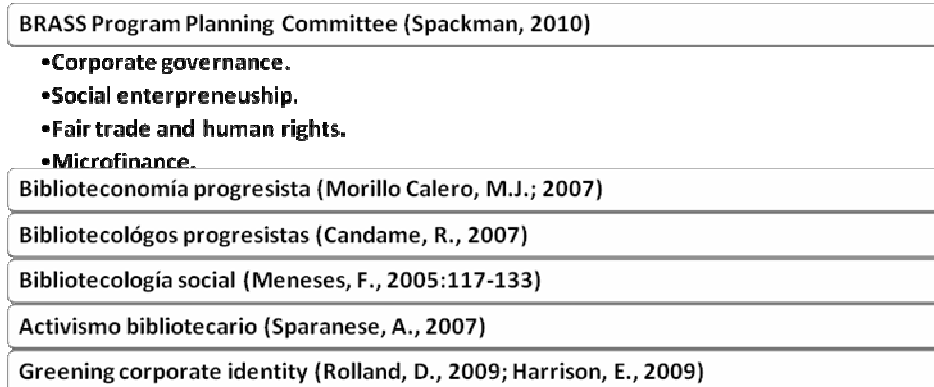 BRASS Program Planning Committee (Spackman, 2010)
•Corporate governance.
•Social enterpreneuship.
•Fair trade and human rights.
•Microfinance.
Biblioteconomía progresista (Morillo Calero, M.J.; 2007)
Bibliotecológos progresistas (Candame, R., 2007)
Bibliotecología social (Meneses, F., 2005:117-133)
Activismo bibliotecario (Sparanese, A., 2007)
Greening corporate identity (Rolland, D., 2009; Harrison, E., 2009)